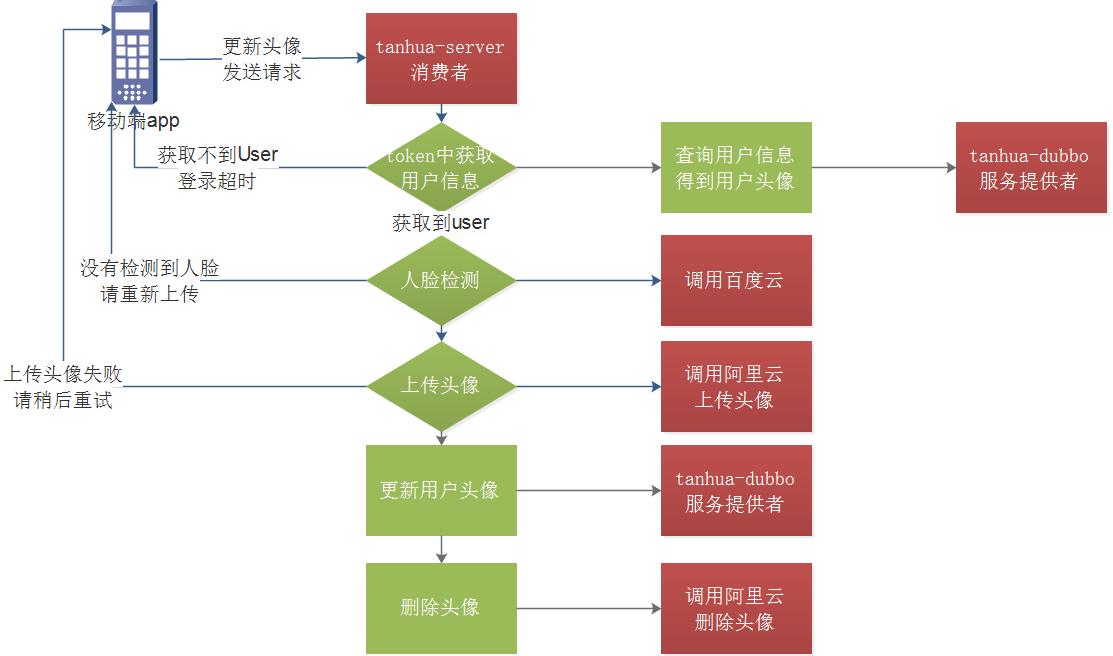 更新头像
发送请求
tanhua-server
消费者
移动端app
获取不到User
登录超时
token中获取
用户信息
查询用户信息
得到用户头像
tanhua-dubbo
服务提供者
获取到user
没有检测到人脸
请重新上传
人脸检测
调用百度云
上传头像失败
请稍后重试
上传头像
调用阿里云
上传头像
更新用户头像
tanhua-dubbo
服务提供者
删除头像
调用阿里云
删除头像